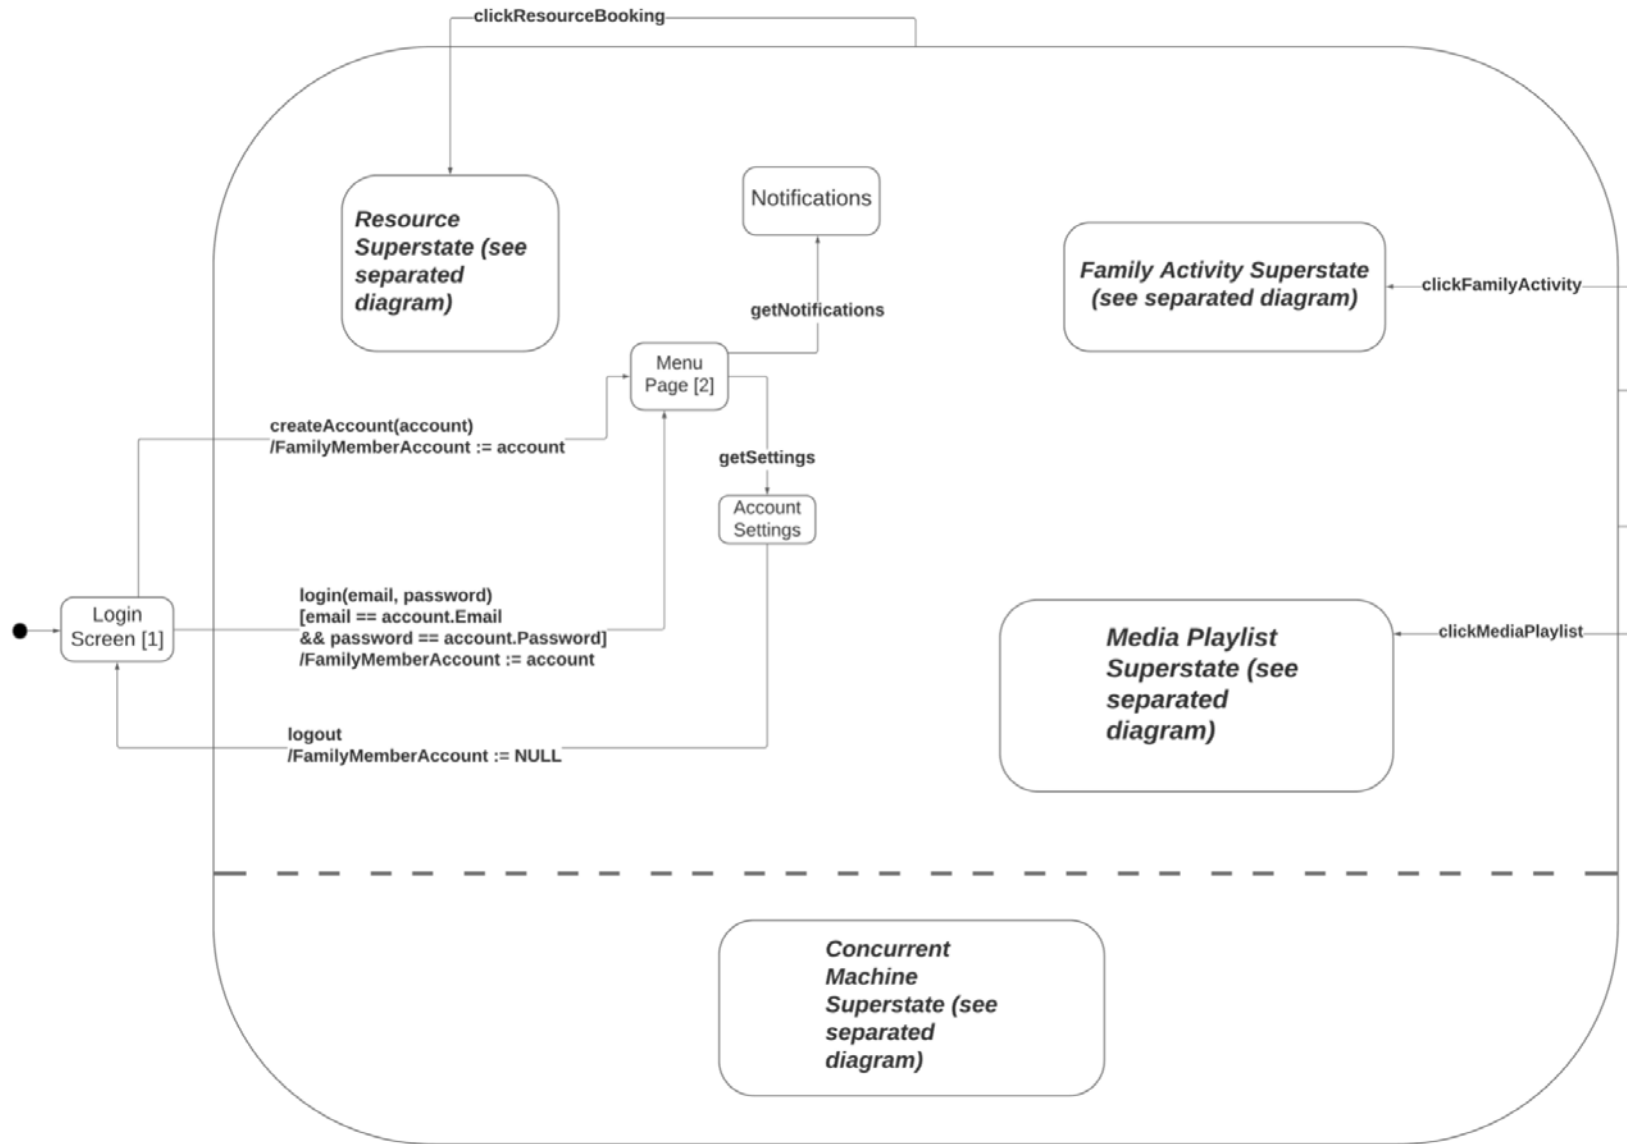 clickResourceBooking
Resource
Superstate (see
separated
diagram)
Notifications
Family Activity Superstate
(see separated diagram)
clickFamilyActivity
getNotifications
Menu
Page [2]
createAccount(account)
/FamilyMemberAccount := account
getSettings
Account
Settings
Login
Screen [1]
login(email, password)
[email == account.Email
&& password == account.Password]
/FamilyMemberAccount := account
Media Playlist
Superstate (see
separated
diagram)
clickMediaPlaylist
logout
/FamilyMemberAccount := NULL
Concurrent
Machine
Superstate (see
separated
diagram)